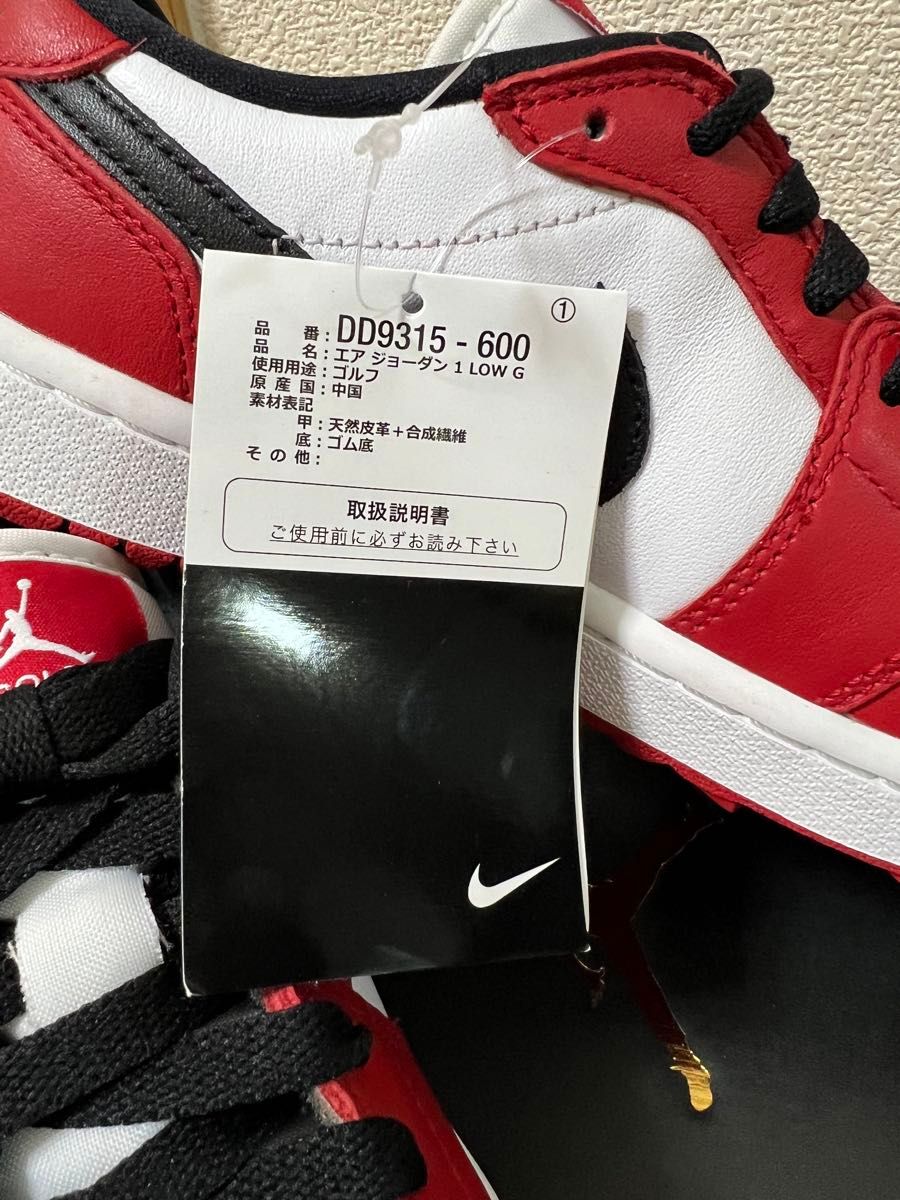 ①
品 番：DD9315 - 600
品 名：エア ジョーダン 1 LOW G
使用用途：ゴルフ
原 産 国：中国
素材表記
甲：天然皮革＋合成繊維
底：ゴム底
そ の 他：
取扱説明書
ご使用前に必ずお読み下さい